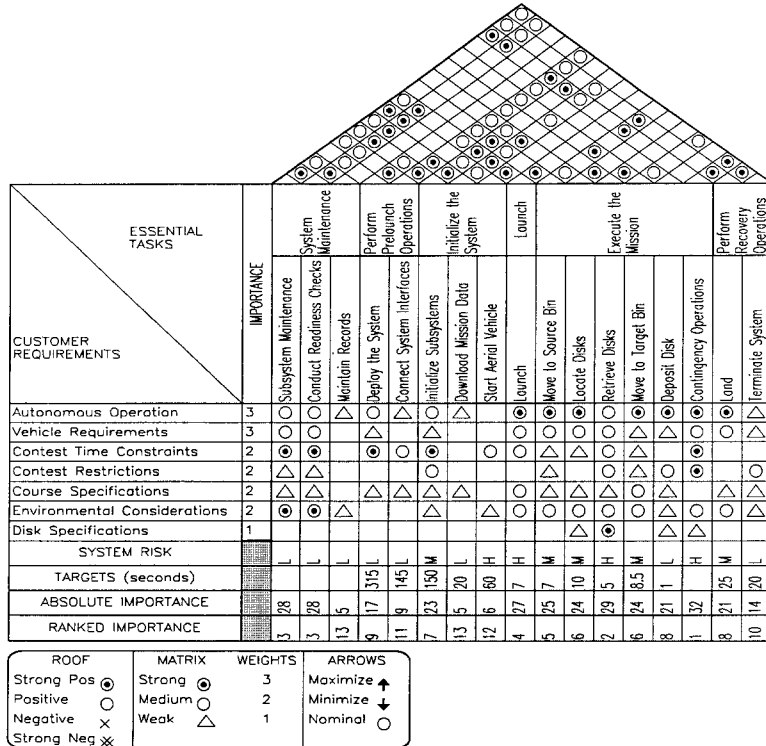 ESSENTIAL
TASKS
CUSTOMER
REQUIREMENTS
IMPORTANCE
System
Maintenance
Perform
Prelaunch
Operations
Initialize the
System
Launch
Execute the
Mission
Perform
Recovery
Operations
Subsystem Maintenance
Conduct Readiness Checks
Maintain Records
Deploy the System
Connect System Interfaces
Initialize Subsystems
Download Mission Data
Start Aerial Vehicle
Launch
Move to Source Bin
Locate Disks
Retrieve Disks
Move to Target Bin
Deposit Disk
Contingency Operations
Land
Terminate System
Autonomous Operation 3
Vehicle Requirements 3
Contest Time Constraints 2
Contest Restrictions 2
Course Specifications 2
Environmental Considerations 2
Disk Specifications 1
SYSTEM RISK L L L L L M L H H M M H M L H M L
TARGETS (seconds) 315 145 150 20 60 7 7 10 5 8.5 1 25 20
ABSOLUTE IMPORTANCE 28 28 5 17 9 23 5 6 27 25 24 29 24 21 32 21 14
RANKED IMPORTANCE 3 3 13 9 11 7 13 12 4 5 6 2 6 8 1 8 10
ROOF MATRIX WEIGHTS ARROWS
Strong Pos Strong 3 Maximize
Positive Medium 2 Minimize
Negative Weak 1 Nominal
Strong Neg